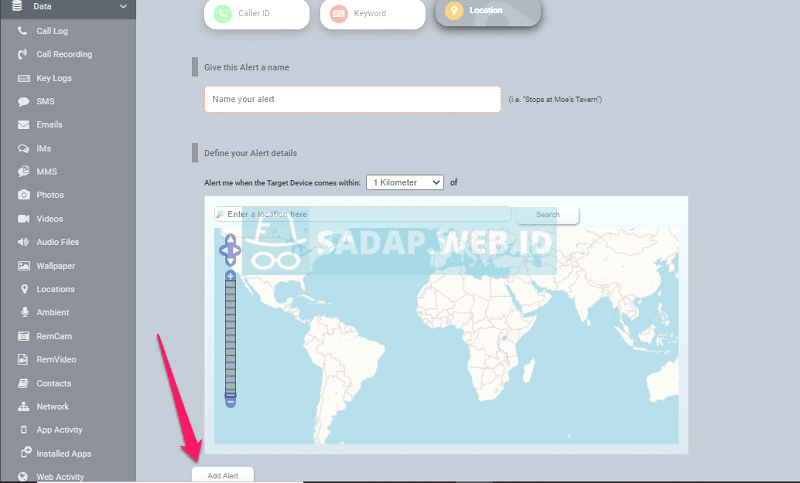 Data
Call Log
Call Recording
Key Logs
SMS
Emails
IMs
MMS
Photos
Videos
Audio Files
Wallpaper
Locations
Ambient
RemCam
RemVideo
Contacts
Network
App Activity
Installed Apps
Web Activity
Caller ID
Keyword
Location
Give this Alert a name
Name your alert
(i.e. "Stops at Moe's Tavern")
Define your Alert details
Alert me when the Target Device comes within: 1 Kilometer of
Enter a location here
Search
SADAP.WEB.ID
Add Alert